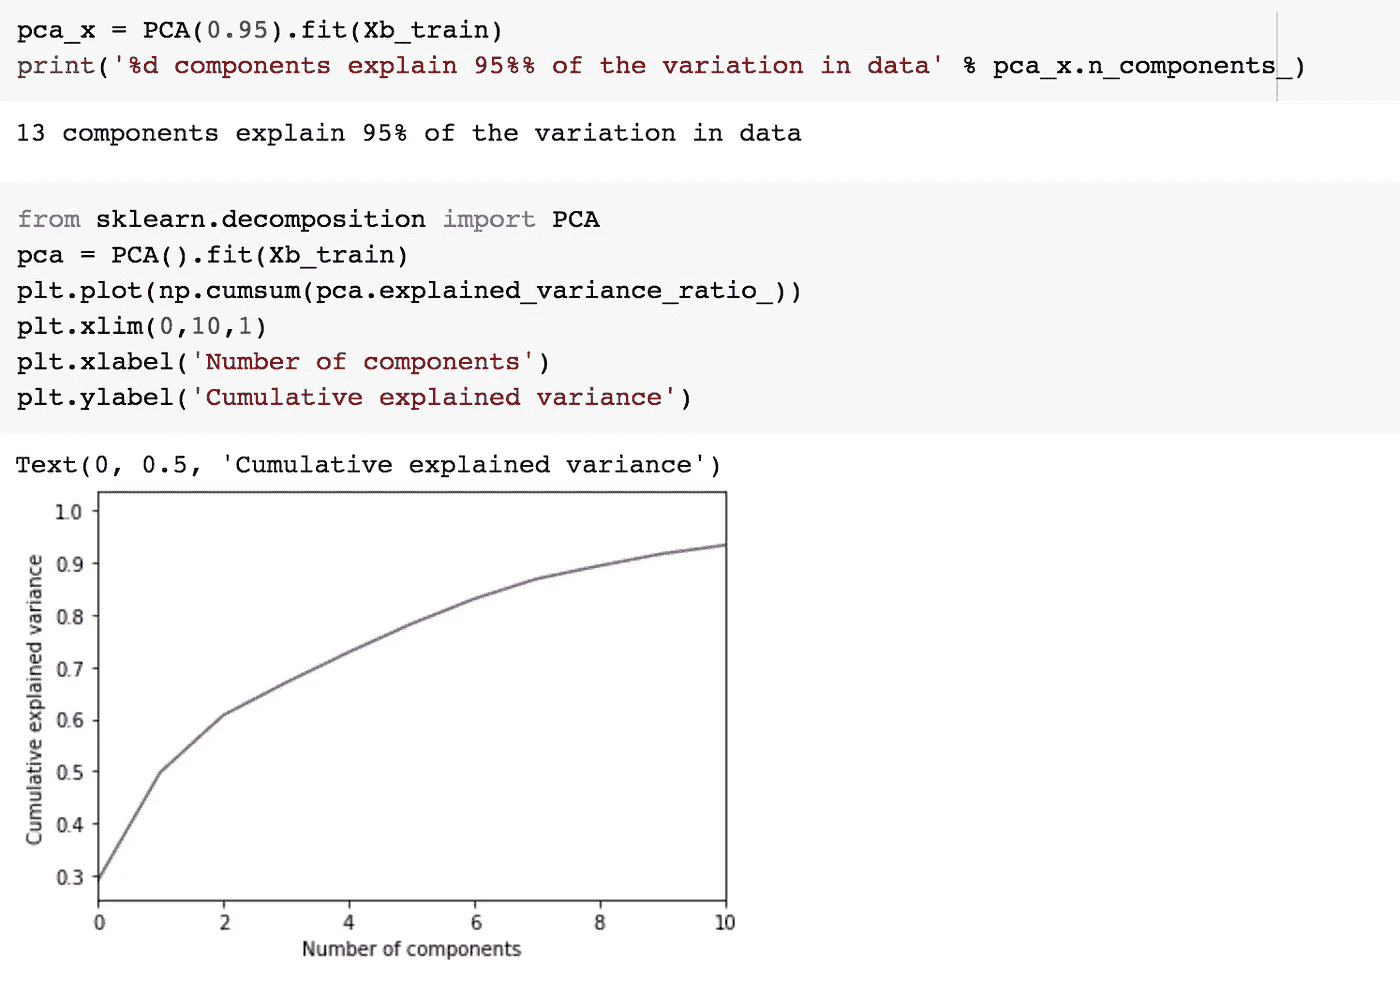 pca_x = PCA(0.95).fit(Xb_train)
print('%d components explain 95%% of the variation in data' % pca_x.n_components_)
13 components explain 95% of the variation in data
from sklearn.decomposition import PCA
pca = PCA().fit(Xb_train)
plt.plot(np.cumsum(pca.explained_variance_ratio_))
plt.xlim(0,10,1)
plt.xlabel('Number of components')
plt.ylabel('Cumulative explained variance')
Text(0, 0.5, 'Cumulative explained variance')
Cumulative explained variance
1.0
0.9
0.8
0.7
0.6
0.5
0.4
0.3
0 2 4 6 8 10
Number of components